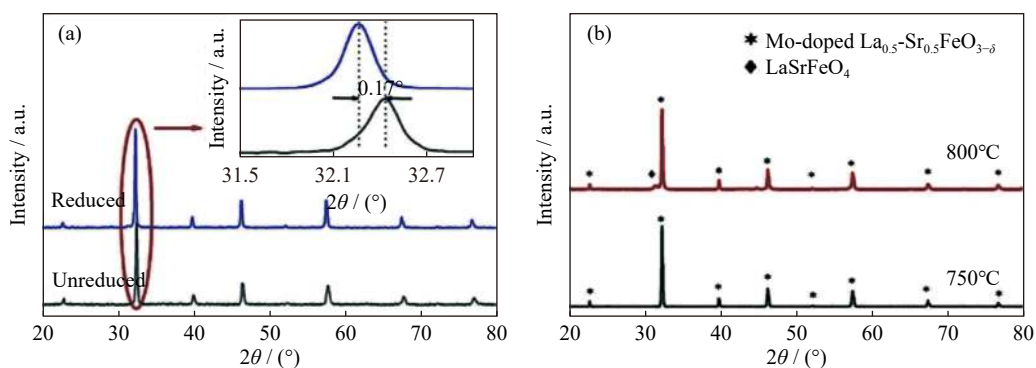 (a)
Intensity / a.u.
Intensity / a.u.
0.17°
31.5 32.1 32.7
2θ / (°)
Reduced
Unreduced
20 30 40 50 60 70 80
2θ / (°)
(b)
Intensity / a.u.
✶ Mo-doped La0.5-Sr0.5FeO3−δ
◆ LaSrFeO4
800℃
750℃
20 30 40 50 60 70 80
2θ / (°)